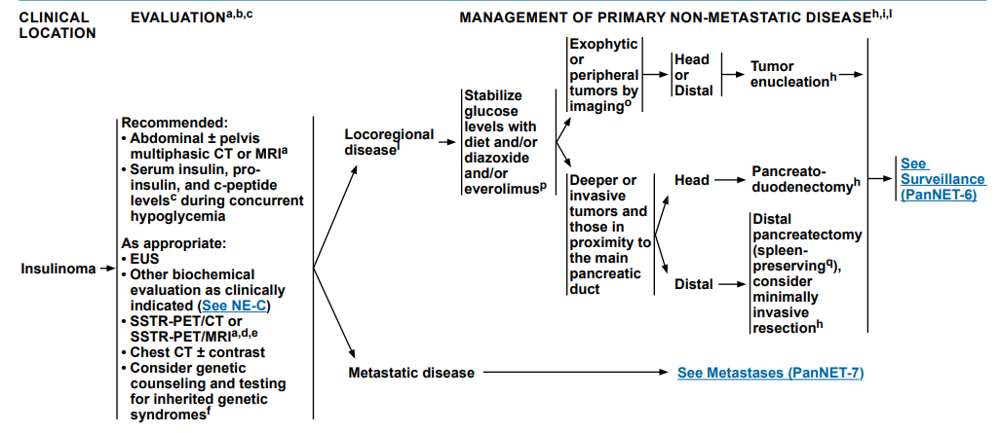 CLINICAL
LOCATION
EVALUATIONa,b,c
MANAGEMENT OF PRIMARY NON-METASTATIC DISEASEh,i,l
Insulinoma
Recommended:
• Abdominal ± pelvis
multiphasic CT or MRIa
• Serum insulin, pro-
insulin, and c-peptide
levelsc during concurrent
hypoglycemia
As appropriate:
• EUS
• Other biochemical
evaluation as clinically
indicated (See NE-C)
• SSTR-PET/CT or
SSTR-PET/MRIa,d,e
• Chest CT ± contrast
• Consider genetic
counseling and testing
for inherited genetic
syndromesf
Locoregional
diseasel
Stabilize
glucose
levels with
diet and/or
diazoxide
and/or
everolimusp
Exophytic
or
peripheral
tumors by
imagingo
Head
or
Distal
Tumor
enucleationh
Deeper or
invasive
tumors and
those in
proximity to
the main
pancreatic
duct
Head
Pancreato-
duodenectomyh
Distal
Distal
pancreatectomy
(spleen-
preservingq),
consider
minimally
invasive
resectionh
See
Surveillance
(PanNET-6)
Metastatic disease
See Metastases (PanNET-7)